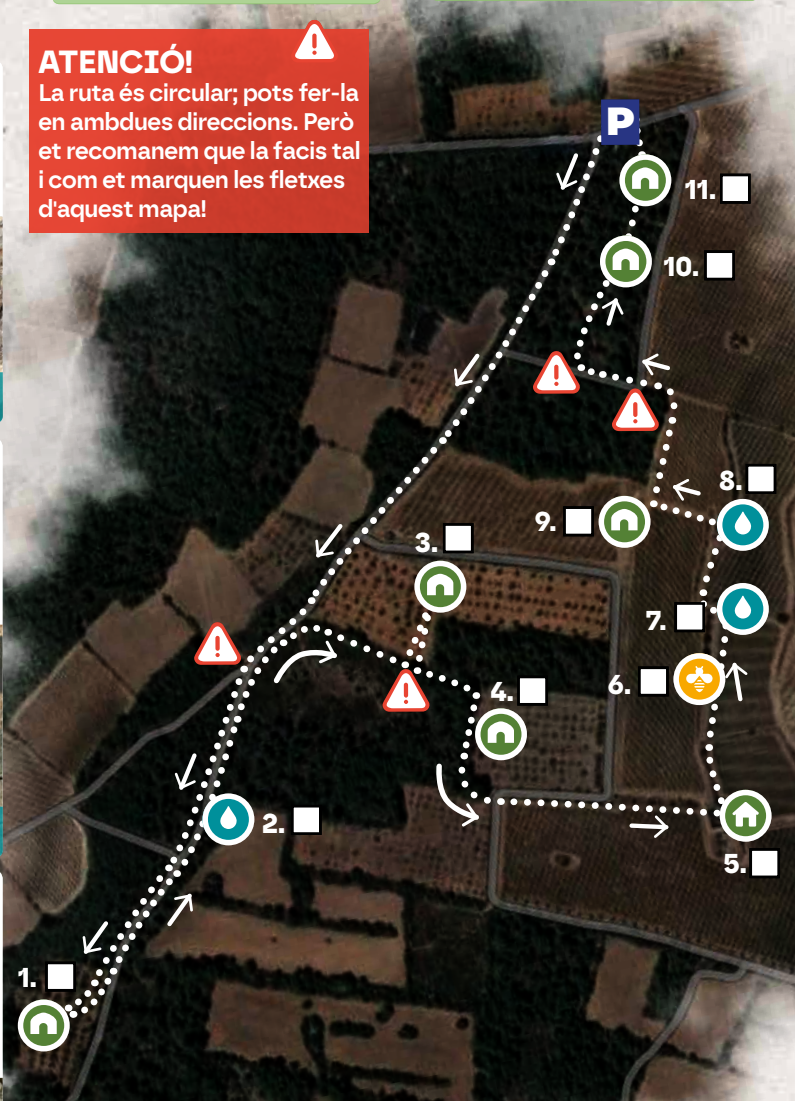 ATENCIÓ!
La ruta és circular; pots fer-la
en ambdues direccions. Però
et recomanem que la facis tal
i com et marquen les fletxes
d'aquest mapa!
P
11.
10.
8.
9.
3.
7.
6.
4.
2.
5.
1.